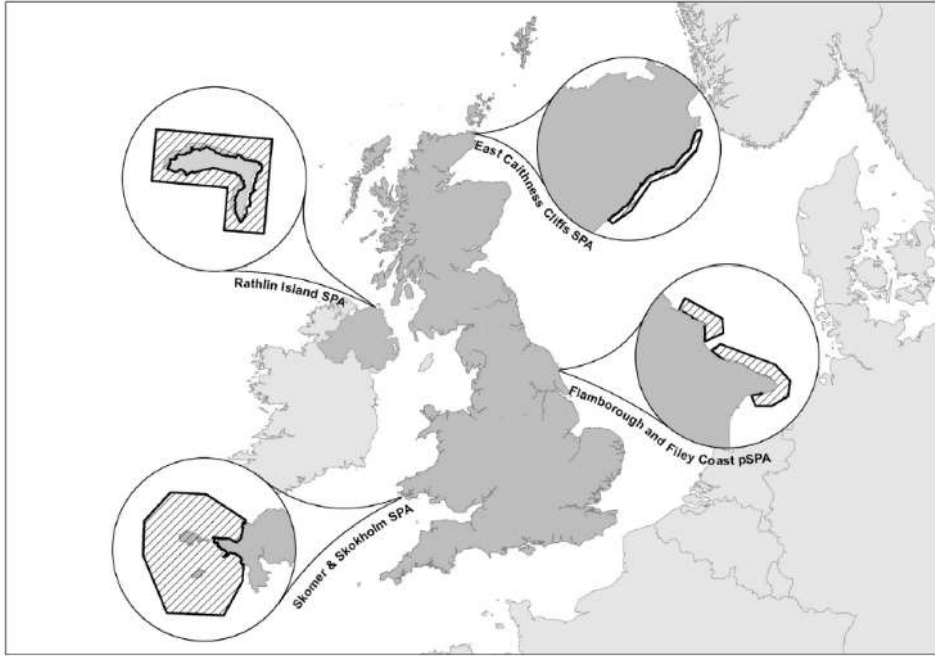 East Caithness Cliffs SPA
Rathlin Island SPA
Flamborough and Filey Coast pSPA
Skomer & Skokholm SPA